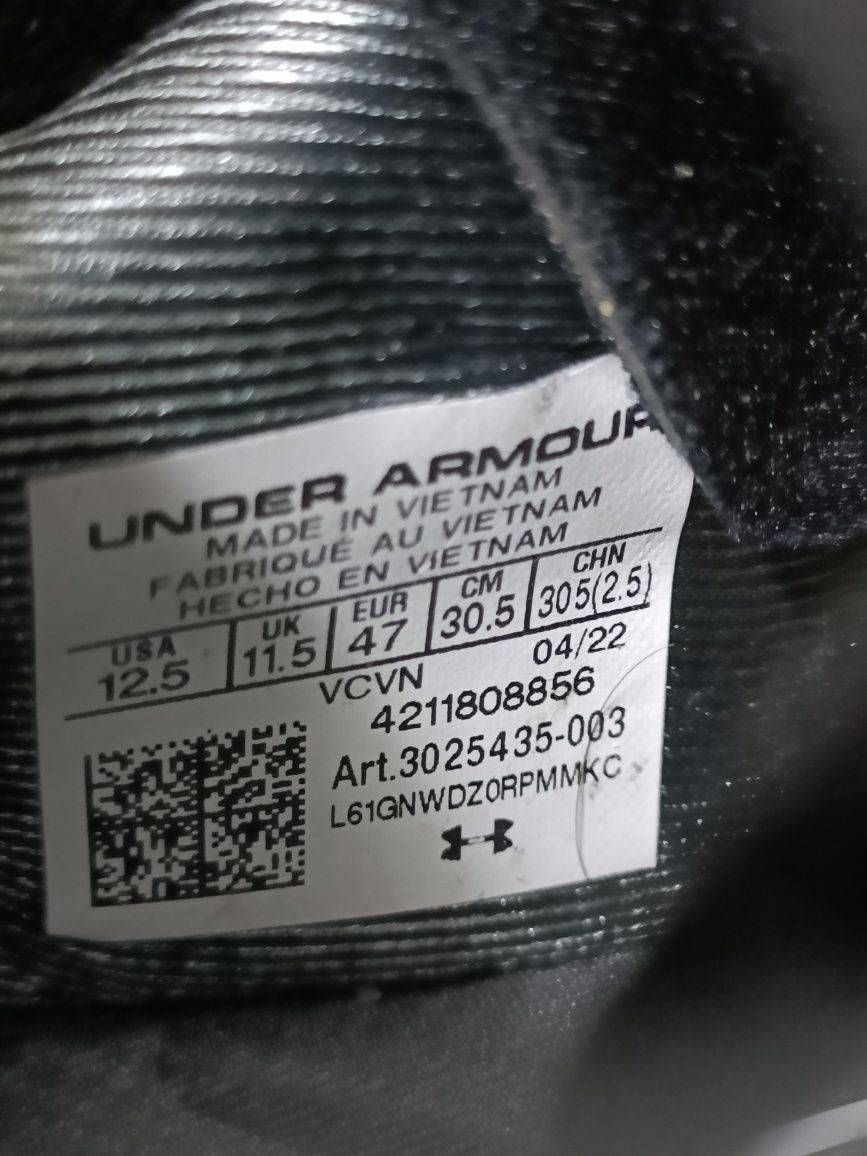 UNDER ARMOUR
MADE IN VIETNAM
FABRIQUÉ AU VIETNAM
HECHO EN VIETNAM
USA UK EUR CM CHN
12.5 11.5 47 30.5 305(2.5)
VCVN 04/22
4211808856
Art.3025435-003
L61GNWDZ0RPMMKC